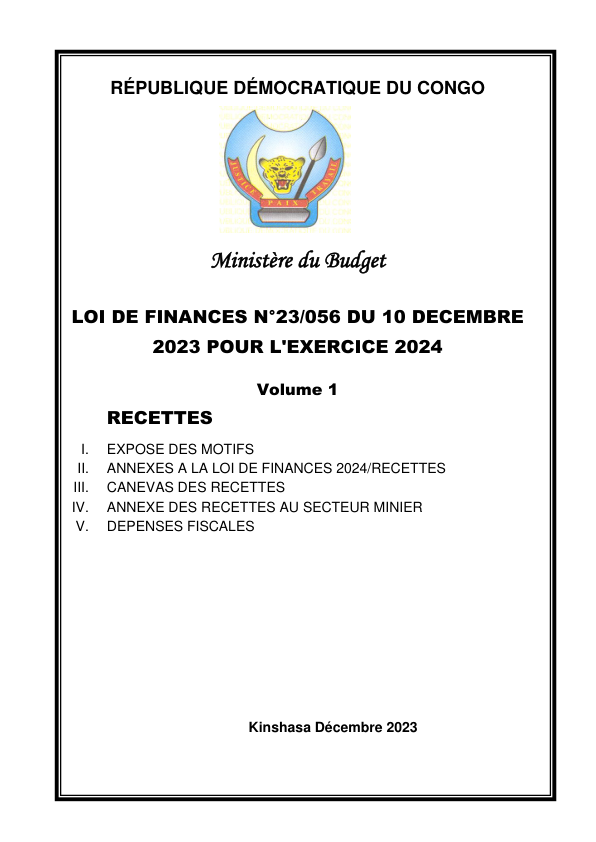 RÉPUBLIQUE DÉMOCRATIQUE DU CONGO
JUSTICE PAIX TRAVAIL
Ministère du Budget
LOI DE FINANCES N°23/056 DU 10 DECEMBRE
2023 POUR L'EXERCICE 2024
Volume 1
RECETTES
I. EXPOSE DES MOTIFS
II. ANNEXES A LA LOI DE FINANCES 2024/RECETTES
III. CANEVAS DES RECETTES
IV. ANNEXE DES RECETTES AU SECTEUR MINIER
V. DEPENSES FISCALES
Kinshasa Décembre 2023